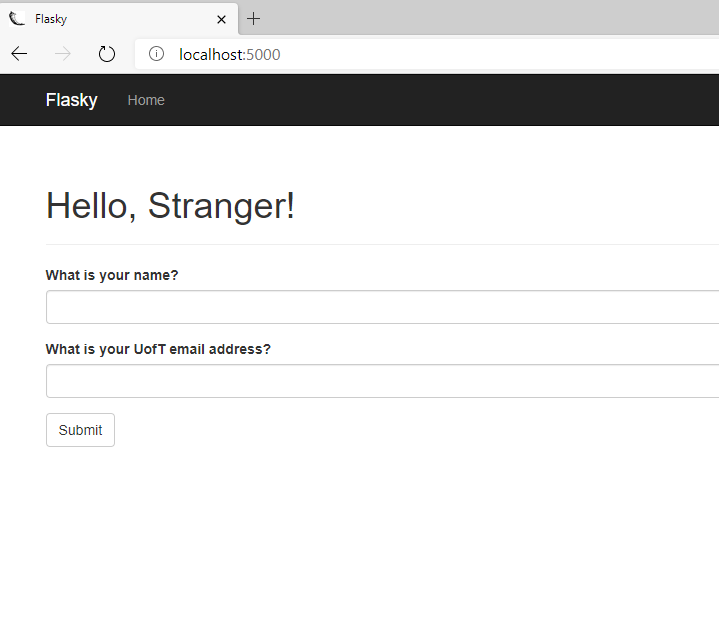 Flasky
localhost:5000
Flasky Home
Hello, Stranger!
What is your name?
What is your UofT email address?
Submit